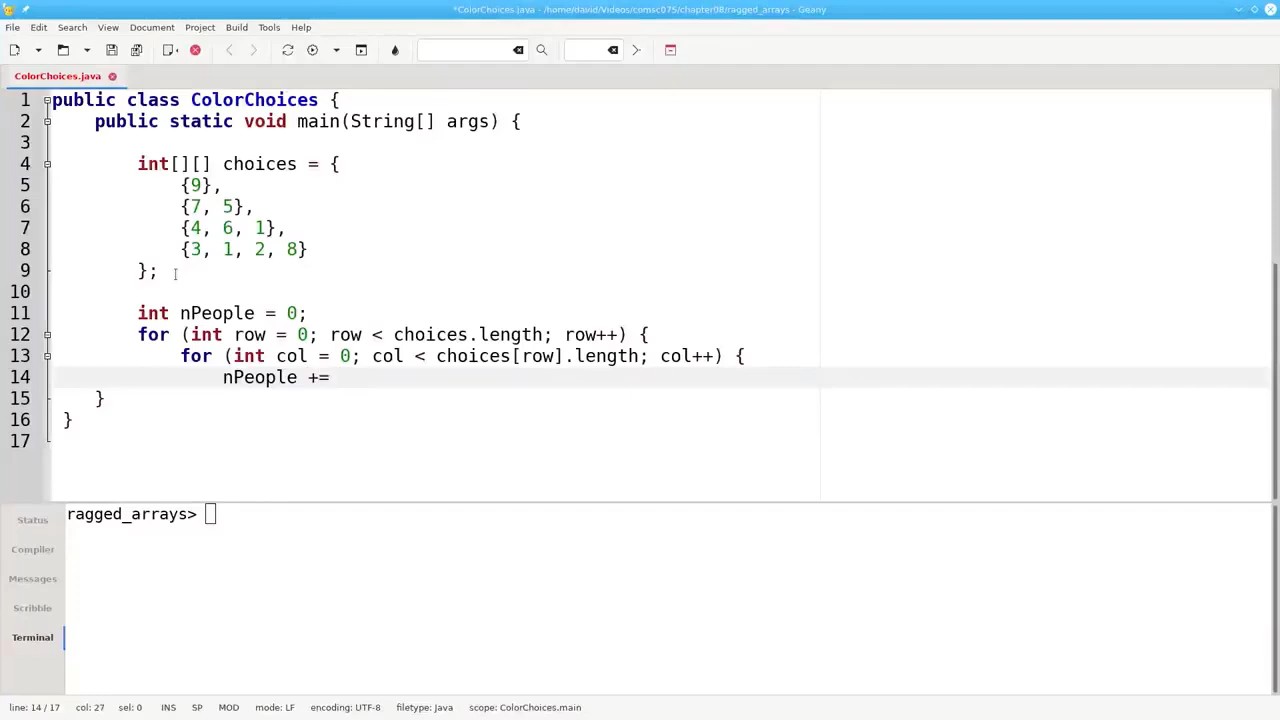 *ColorChoices.java - /home/david/Videos/comsc075/chapter08/ragged_arrays - Geany
File Edit Search View Document Project Build Tools Help
ColorChoices.java
1 public class ColorChoices {
2     public static void main(String[] args) {
3
4         int[][] choices = {
5             {9},
6             {7, 5},
7             {4, 6, 1},
8             {3, 1, 2, 8}
9         };
10
11         int nPeople = 0;
12         for (int row = 0; row < choices.length; row++) {
13             for (int col = 0; col < choices[row].length; col++) {
14                 nPeople +=
15     }
16  }
17
Status
Compiler
Messages
Scribble
Terminal
ragged_arrays>
line: 14 / 17 col: 27 sel: 0 INS SP MOD mode: LF encoding: UTF-8 filetype: Java scope: ColorChoices.main